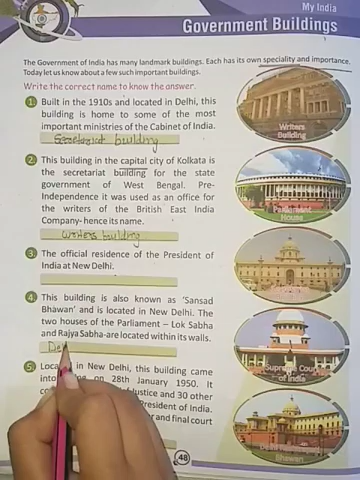 My India
Government Buildings
The Government of India has many landmark buildings. Each has its own speciality and importance.
Today let us know about a few such important buildings.
Write the correct name to know the answer.
1. Built in the 1910s and located in Delhi, this
building is home to some of the most
important ministries of the Cabinet of India.
Secretariat building
2. This building in the capital city of Kolkata is
the secretariat building for the state
government of West Bengal. Pre-
Independence it was used as an office for
the writers of the British East India
Company- hence its name.
writers building
3. The official residence of the President of
India at New Delhi.
4. This building is also known as 'Sansad
Bhawan' and is located in New Delhi. The
two houses of the Parliament – Lok Sabha
and Rajya Sabha-are located within its walls.
5. Located in New Delhi, this building came
into on 28th January 1950. It
Justice and 30 other
President of India.
and final court
Writers
Building
Parliament
House
Supreme Court
of India
Bhawan
48